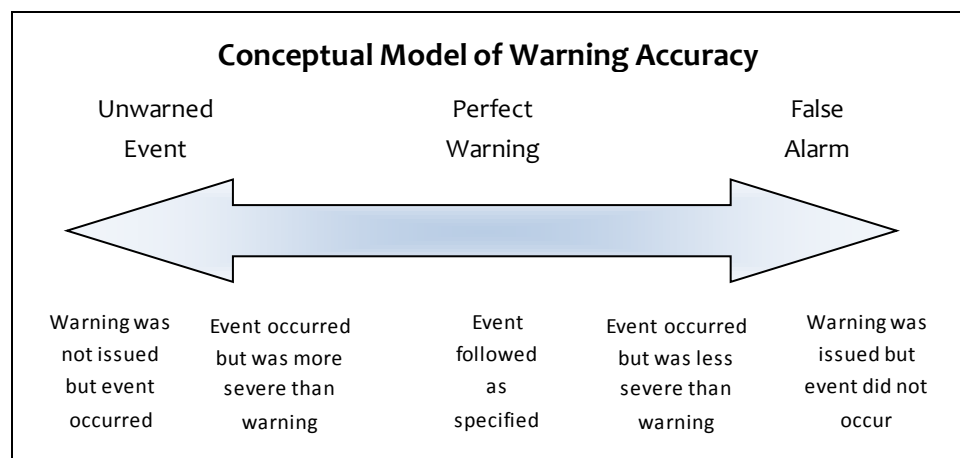 Conceptual Model of Warning Accuracy
Unwarned
Event
Perfect
Warning
False
Alarm
Warning was
not issued
but event
occurred
Event occurred
but was more
severe than
warning
Event
followed
as
specified
Event occurred
but was less
severe than
warning
Warning was
issued but
event did not
occur